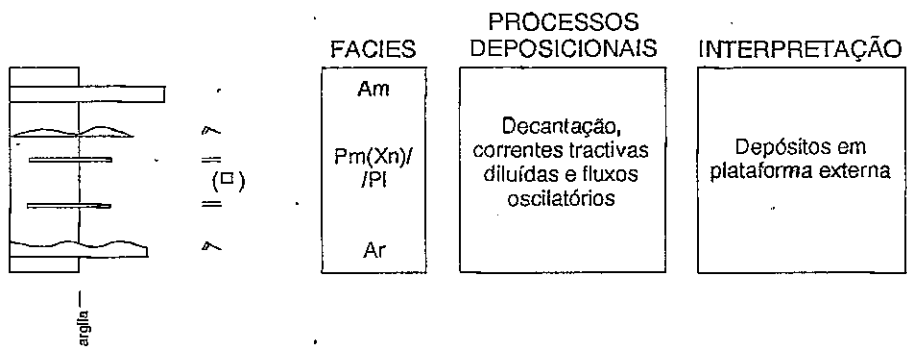 FACIES
PROCESSOS
DEPOSICIONAIS
INTERPRETAÇÃO
Am
Pm(Xn)/
/Pl
Ar
Decantação,
correntes tractivas
diluídas e fluxos
oscilatórios
Depósitos em
plataforma externa
argila